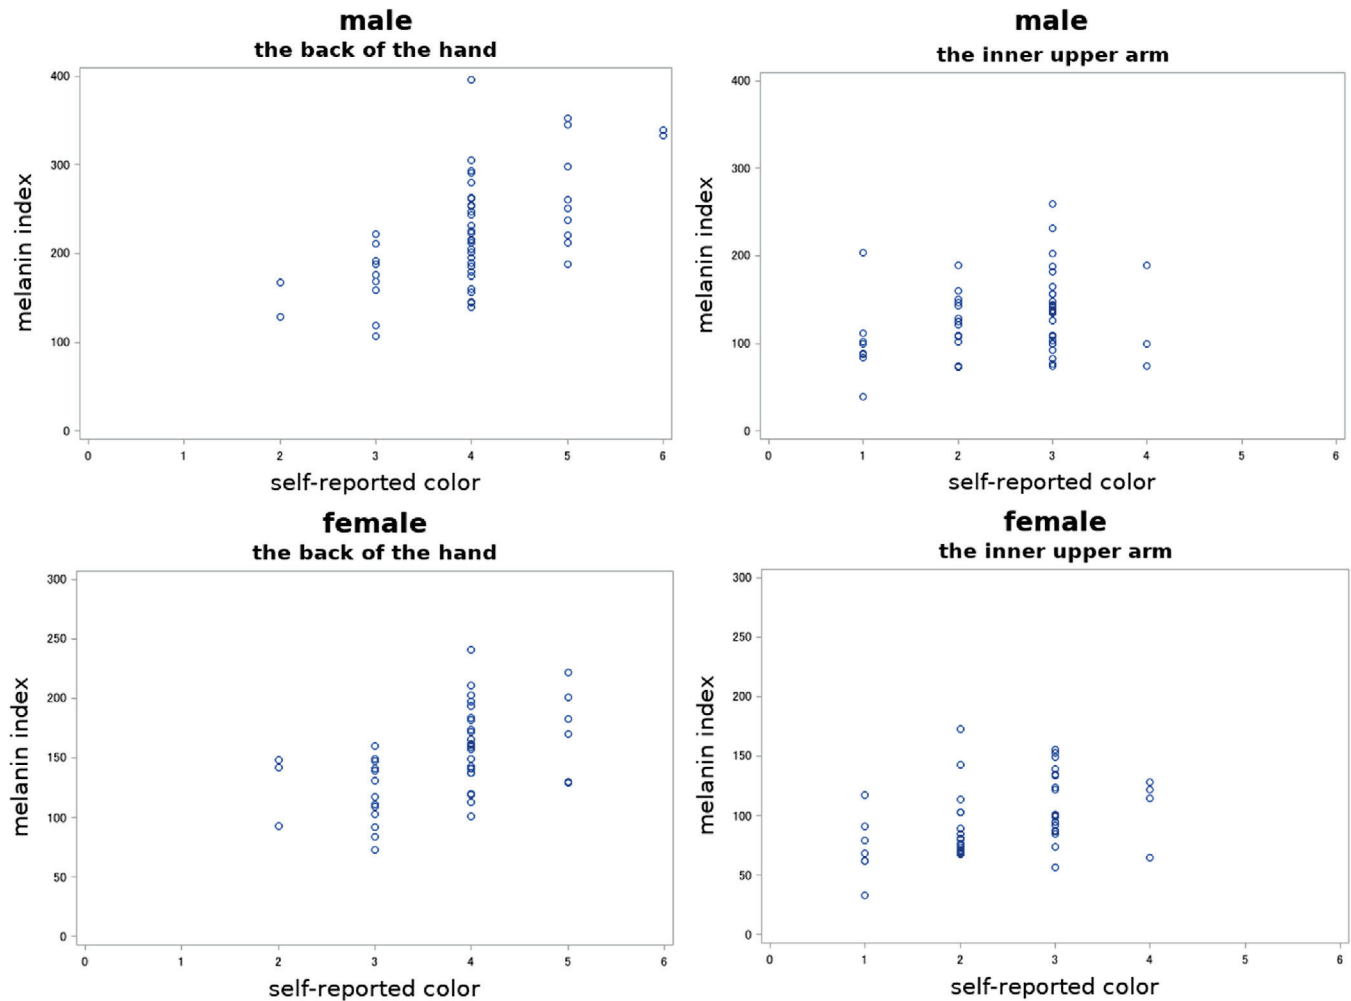 male
the back of the hand
400
300
200
100
0
melanin index
0 1 2 3 4 5 6
self-reported color
male
the inner upper arm
400
300
200
100
0
melanin index
0 1 2 3 4 5 6
self-reported color
female
the back of the hand
300
250
200
150
100
50
0
melanin index
0 1 2 3 4 5 6
self-reported color
female
the inner upper arm
300
250
200
150
100
50
0
melanin index
0 1 2 3 4 5 6
self-reported color